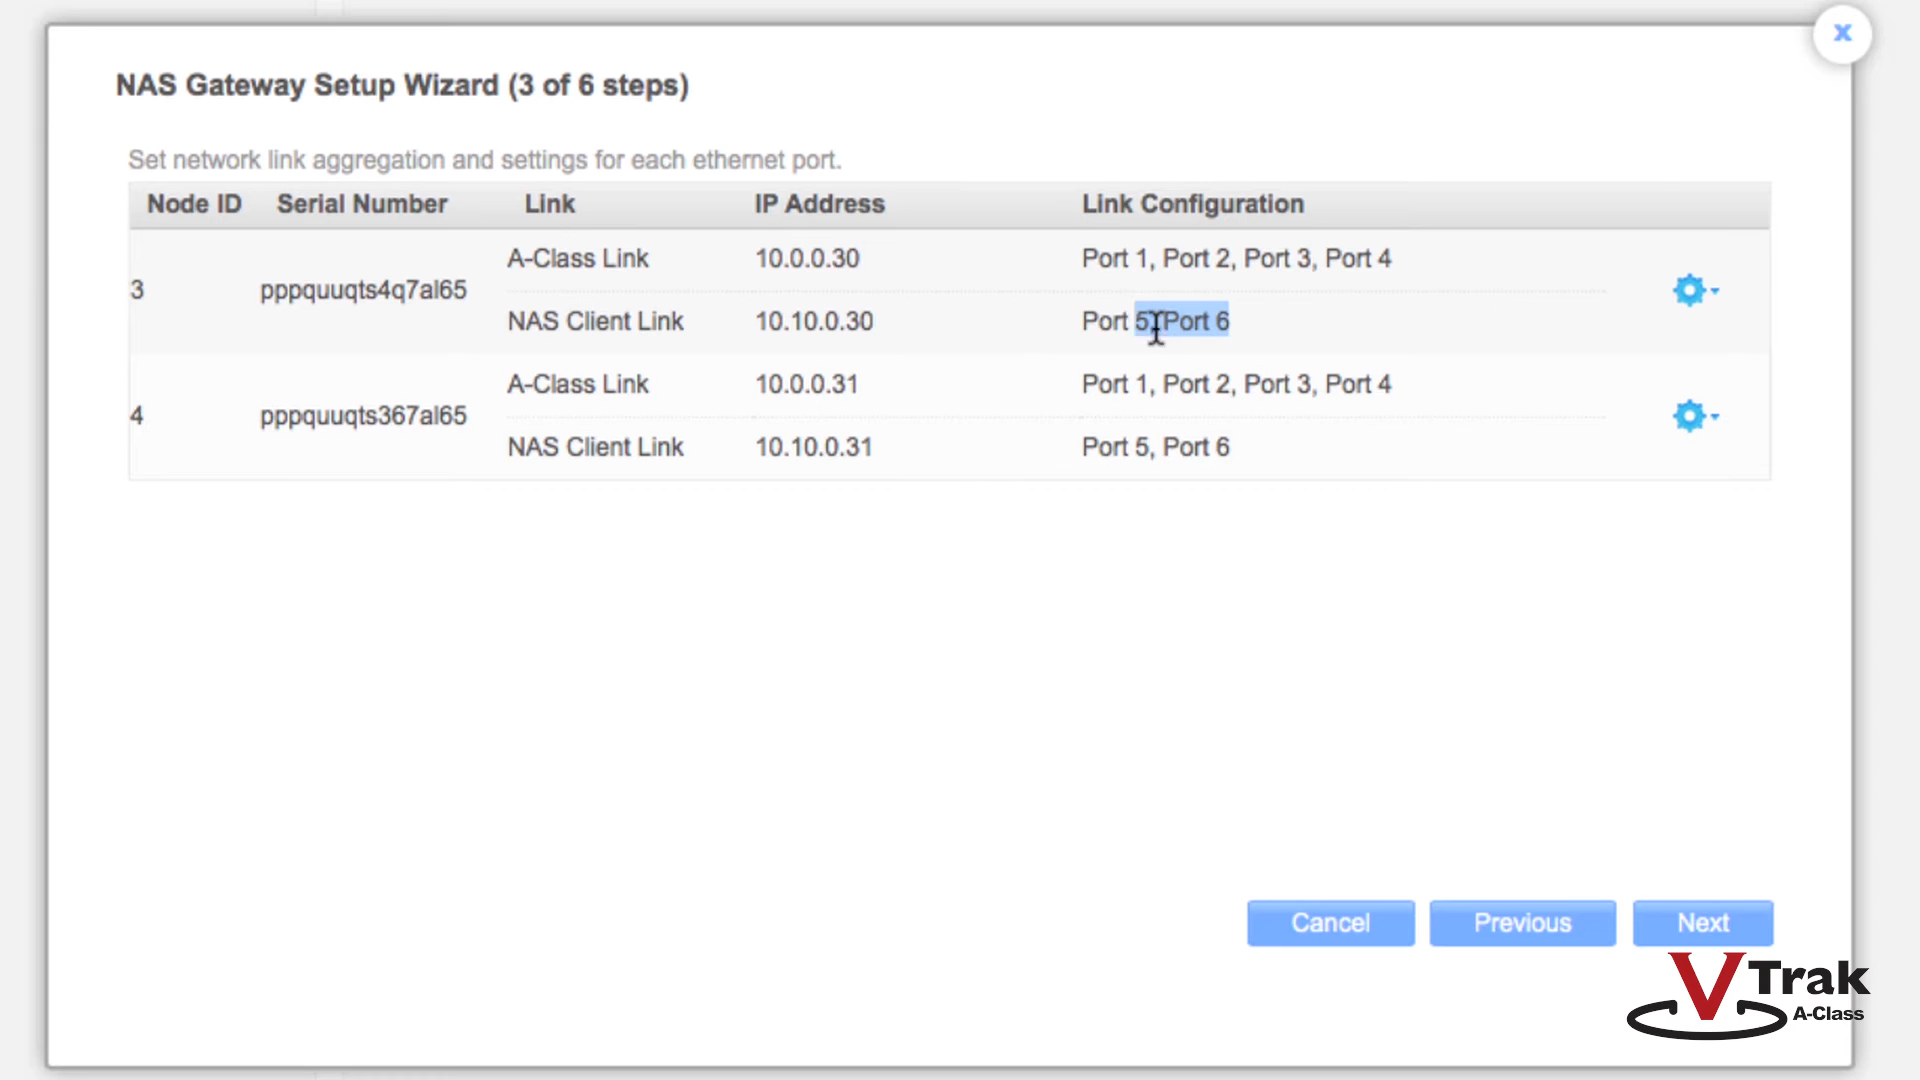 x
NAS Gateway Setup Wizard (3 of 6 steps)
Set network link aggregation and settings for each ethernet port.
Node ID Serial Number Link IP Address Link Configuration
3 pppquuqts4q7al65 A-Class Link 10.0.0.30 Port 1, Port 2, Port 3, Port 4
NAS Client Link 10.10.0.30 Port 5, Port 6
4 pppquuqts367al65 A-Class Link 10.0.0.31 Port 1, Port 2, Port 3, Port 4
NAS Client Link 10.10.0.31 Port 5, Port 6
Cancel Previous Next
VTrak
A-Class